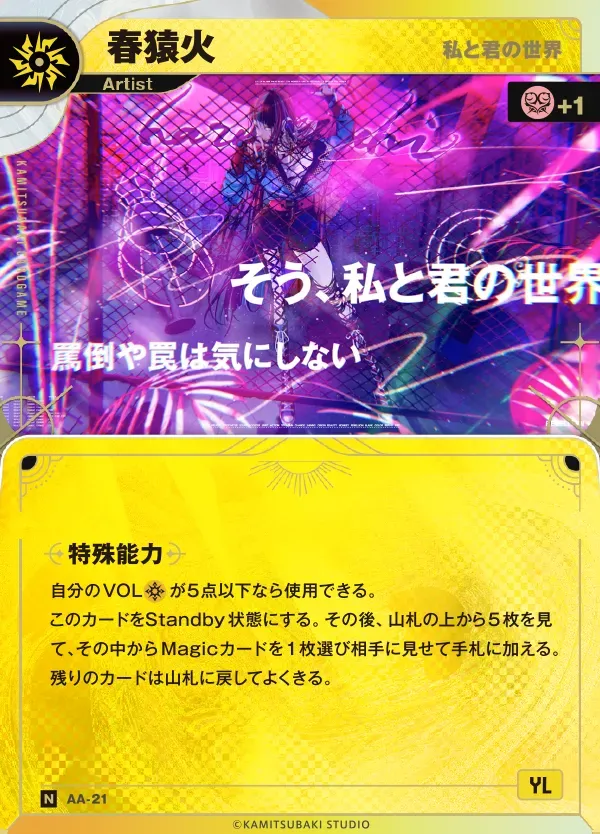 春猿火
私と君の世界
Artist
+1
そう、私と君の世界
罵倒や罠は気にしない
特殊能力
自分のVOLが5点以下なら使用できる。
このカードをStandby状態にする。その後、山札の上から5枚を見
て、その中からMagicカードを1枚選び相手に見せて手札に加える。
残りのカードは山札に戻してよくきる。
YL
N AA-21
©KAMITSUBAKI STUDIO